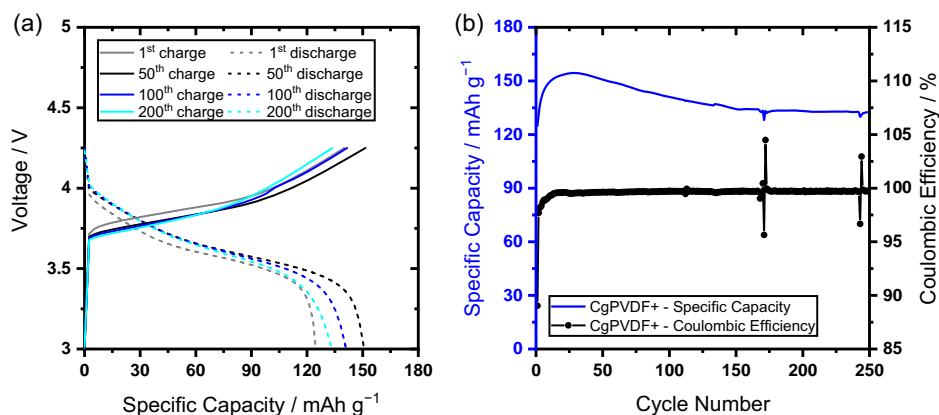 (a)
5
4.5
4
3.5
3
Voltage / V
1st charge
1st discharge
50th charge
50th discharge
100th charge
100th discharge
200th charge
200th discharge
0 30 60 90 120 150 180
Specific Capacity / mAh g−1
(b)
180
150
120
90
60
30
0
Specific Capacity / mAh g−1
CgPVDF+ - Specific Capacity
CgPVDF+ - Coulombic Efficiency
115
110
105
100
95
90
85
Coulombic Efficiency / %
0 50 100 150 200 250
Cycle Number